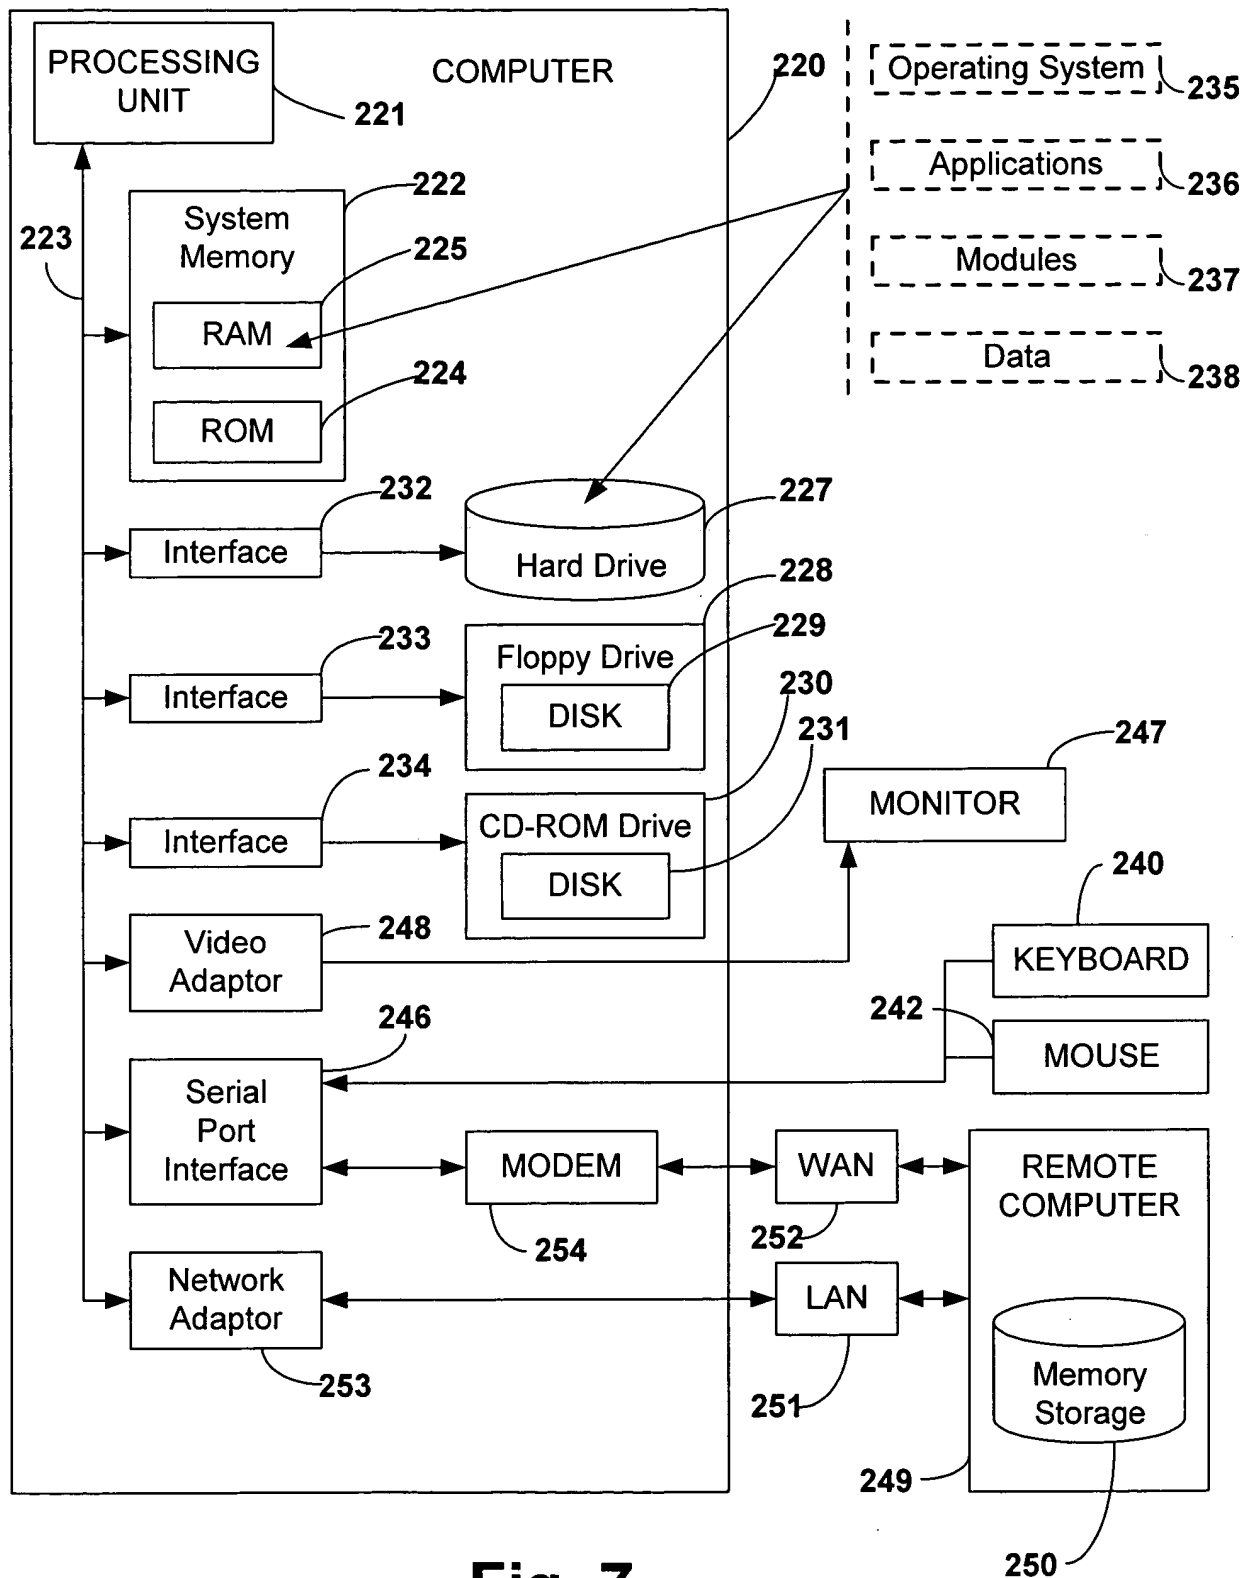 PROCESSING
UNIT
221
COMPUTER
220
Operating System
235
Applications
236
Modules
237
Data
238
222
System
Memory
223
225
RAM
224
ROM
232
Interface
227
Hard Drive
228
233
Interface
Floppy Drive
229
DISK
230
231
234
Interface
CD-ROM Drive
DISK
247
MONITOR
240
KEYBOARD
242
MOUSE
248
Video
Adaptor
246
Serial
Port
Interface
MODEM
254
WAN
252
REMOTE
COMPUTER
Network
Adaptor
253
LAN
251
Memory
Storage
249
250
Fig. 7